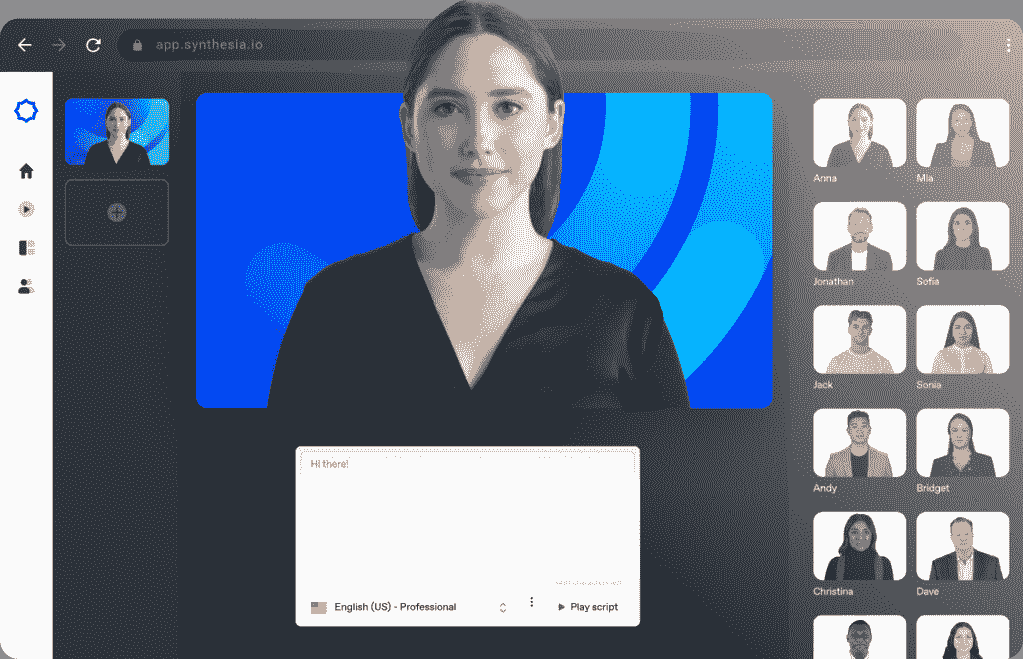 app.synthesia.io
Anna
Mia
Jonathan
Sofia
Jack
Sonia
Andy
Bridget
Christina
Dave
Hi there!
English (US) - Professional
Play script